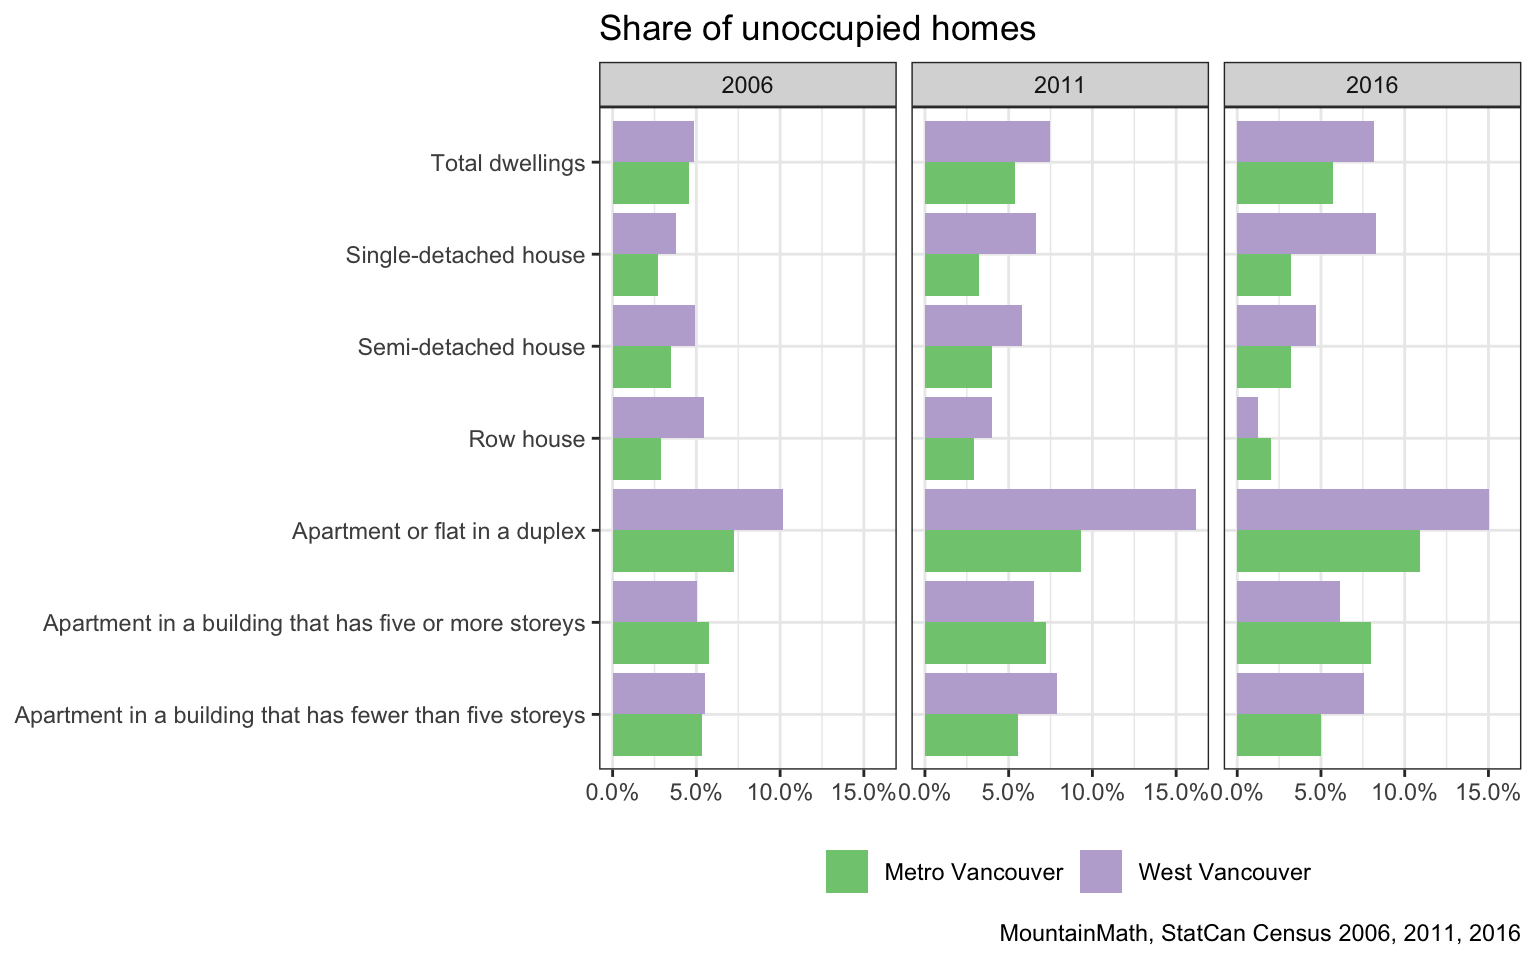 Share of unoccupied homes
2006 2011 2016
Total dwellings
Single-detached house
Semi-detached house
Row house
Apartment or flat in a duplex
Apartment in a building that has five or more storeys
Apartment in a building that has fewer than five storeys
0.0% 5.0% 10.0% 15.0% 0.0% 5.0% 10.0% 15.0% 0.0% 5.0% 10.0% 15.0%
Metro Vancouver West Vancouver
MountainMath, StatCan Census 2006, 2011, 2016